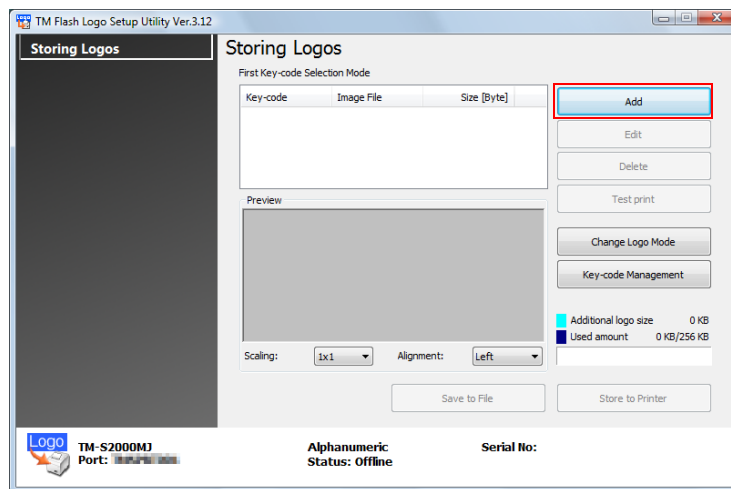 TM Flash Logo Setup Utility Ver.3.12
Storing Logos
Storing Logos
First Key-code Selection Mode
Key-code Image File Size [Byte]
Add
Edit
Delete
Test print
Preview
Change Logo Mode
Key-code Management
Additional logo size 0 KB
Used amount 0 KB/256 KB
Scaling: 1x1 Alignment: Left
Save to File Store to Printer
Logo
TM-S2000MJ Alphanumeric Serial No:
Port: Status: Offline